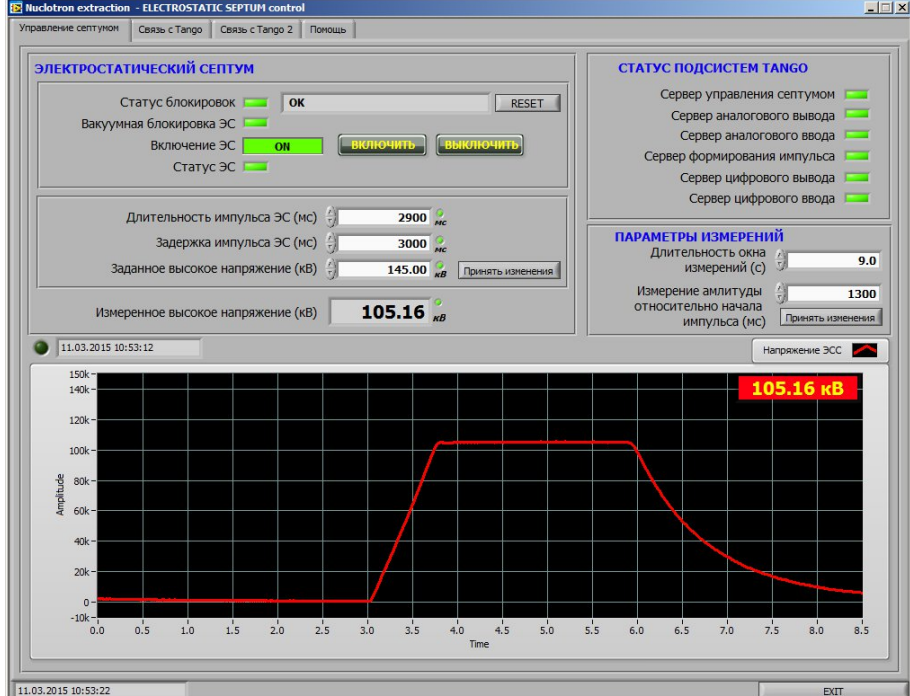 Nuclotron extraction - ELECTROSTATIC SEPTUM control
Управление септумом
Связь с Tango
Связь с Tango 2
Помощь
ЭЛЕКТРОСТАТИЧЕСКИЙ СЕПТУМ
Статус блокировок OK RESET
Вакуумная блокировка ЭС
Включение ЭС ON ВКЛЮЧИТЬ ВЫКЛЮЧИТЬ
Статус ЭС
Длительность импульса ЭС (мс) 2900 мс
Задержка импульса ЭС (мс) 3000 мс
Заданное высокое напряжение (кВ) 145.00 кВ Принять изменения
Измеренное высокое напряжение (кВ) 105.16 кВ
СТАТУС ПОДСИСТЕМ TANGO
Сервер управления септумом
Сервер аналогового вывода
Сервер аналогового ввода
Сервер формирования импульса
Сервер цифрового вывода
Сервер цифрового ввода
ПАРАМЕТРЫ ИЗМЕРЕНИЙ
Длительность окна
измерений (с) 9.0
Измерение амлитуды
относительно начала
импульса (мс) 1300
Принять изменения
11.03.2015 10:53:12
Напряжение ЭСС
105.16 кВ
150k
140k
120k
100k
80k
60k
40k
20k
0
-10k
Amplitude
0.0 0.5 1.0 1.5 2.0 2.5 3.0 3.5 4.0 4.5 5.0 5.5 6.0 6.5 7.0 7.5 8.0 8.5
Time
11.03.2015 10:53:22
EXIT